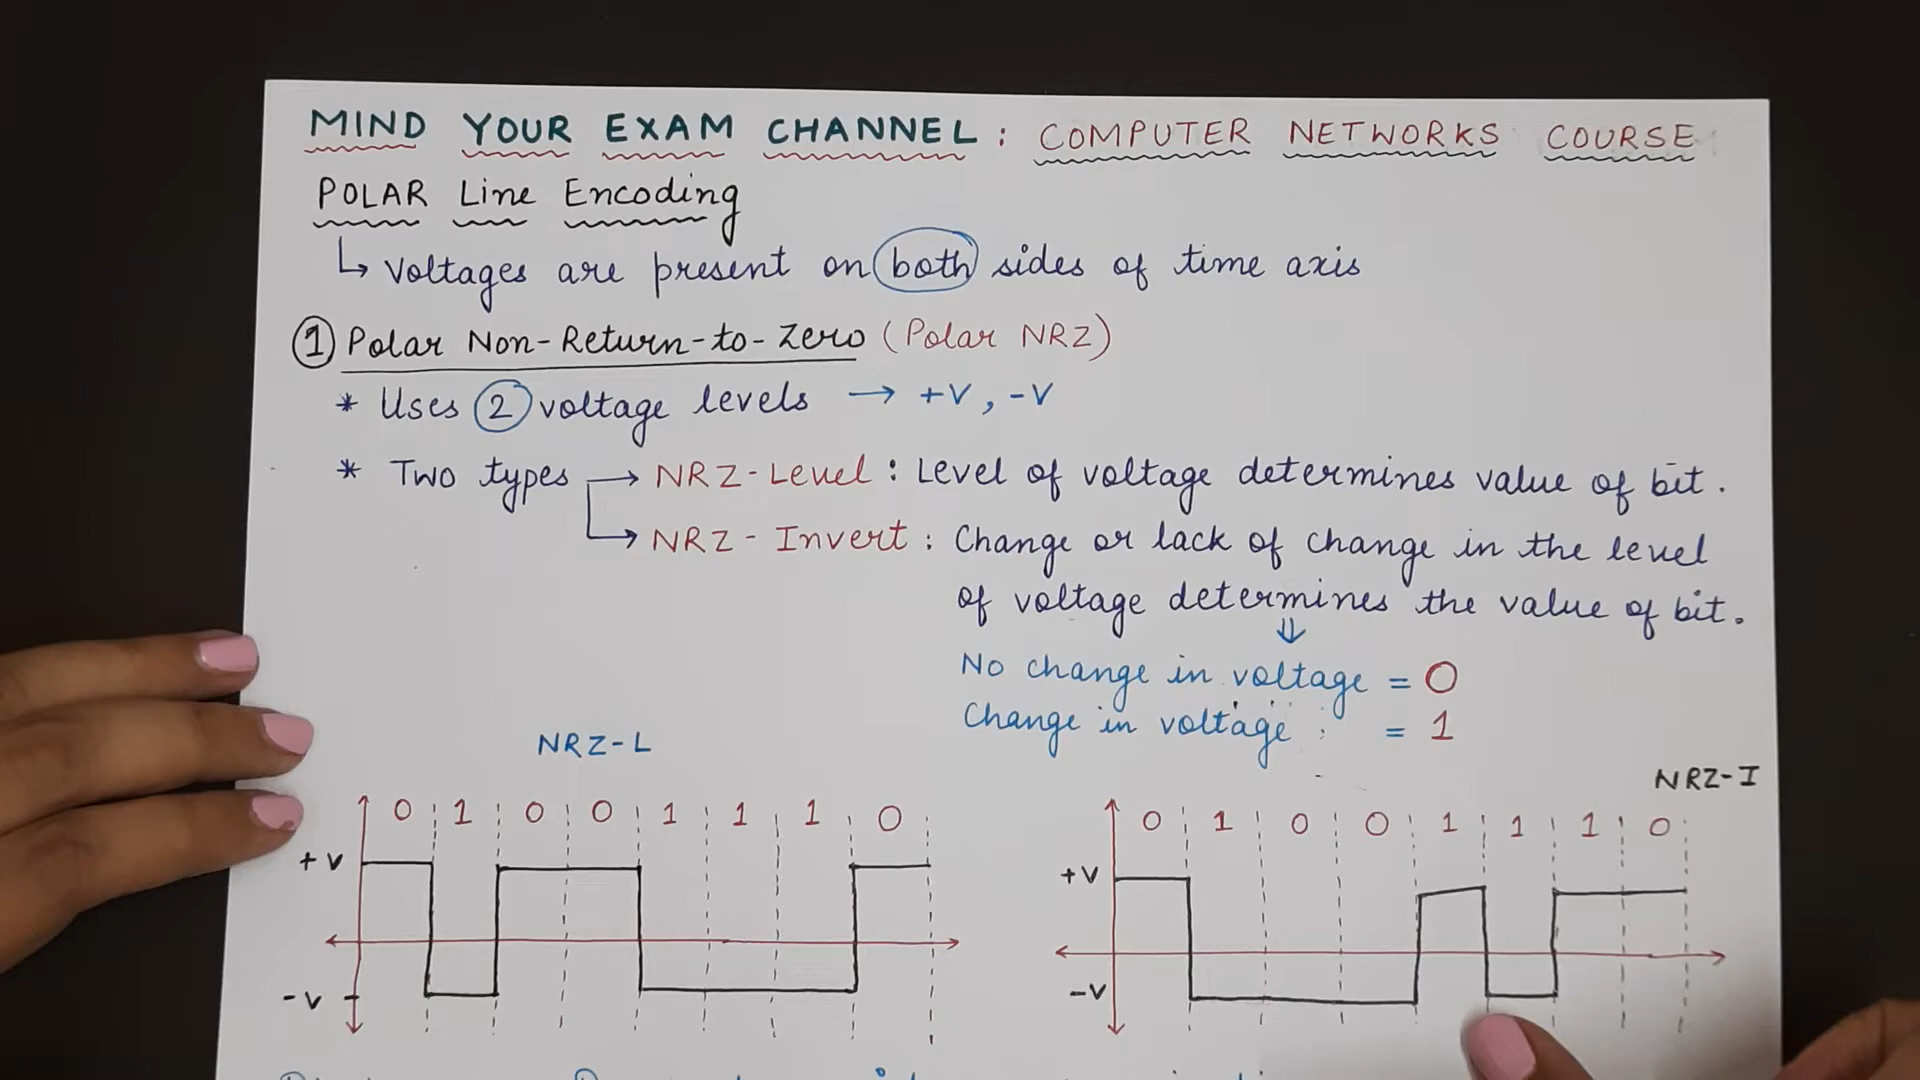 MIND YOUR EXAM CHANNEL : COMPUTER NETWORKS COURSE
POLAR Line Encoding
↳ Voltages are present on both sides of time axis
① Polar Non-Return-to-Zero (Polar NRZ)
* Uses 2 voltage levels → +V, -V
* Two types → NRZ-Level : Level of voltage determines value of bit.
→ NRZ-Invert : Change or lack of change in the level
of voltage determines the value of bit.
⇓
No change in voltage = 0
Change in voltage = 1
NRZ-L
NRZ-I
0 1 0 0 1 1 1 0
+V
-V
0 1 0 0 1 1 1 0
+V
-V